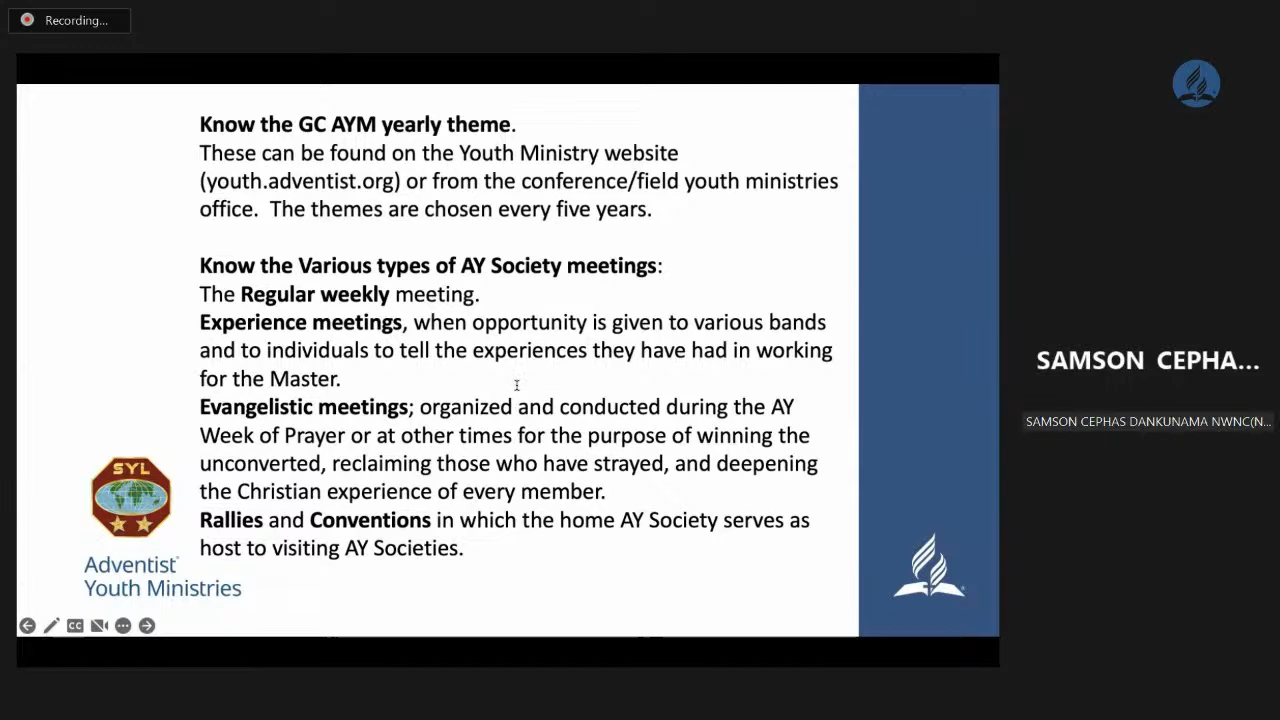 Recording...
Know the GC AYM yearly theme.
These can be found on the Youth Ministry website
(youth.adventist.org) or from the conference/field youth ministries
office.  The themes are chosen every five years.
Know the Various types of AY Society meetings:
The Regular weekly meeting.
Experience meetings, when opportunity is given to various bands
and to individuals to tell the experiences they have had in working
for the Master.
Evangelistic meetings; organized and conducted during the AY
Week of Prayer or at other times for the purpose of winning the
unconverted, reclaiming those who have strayed, and deepening
the Christian experience of every member.
Rallies and Conventions in which the home AY Society serves as
host to visiting AY Societies.
SYL
Adventist
Youth Ministries
CC
SAMSON  CEPHA...
SAMSON CEPHAS DANKUNAMA NWNC(N...